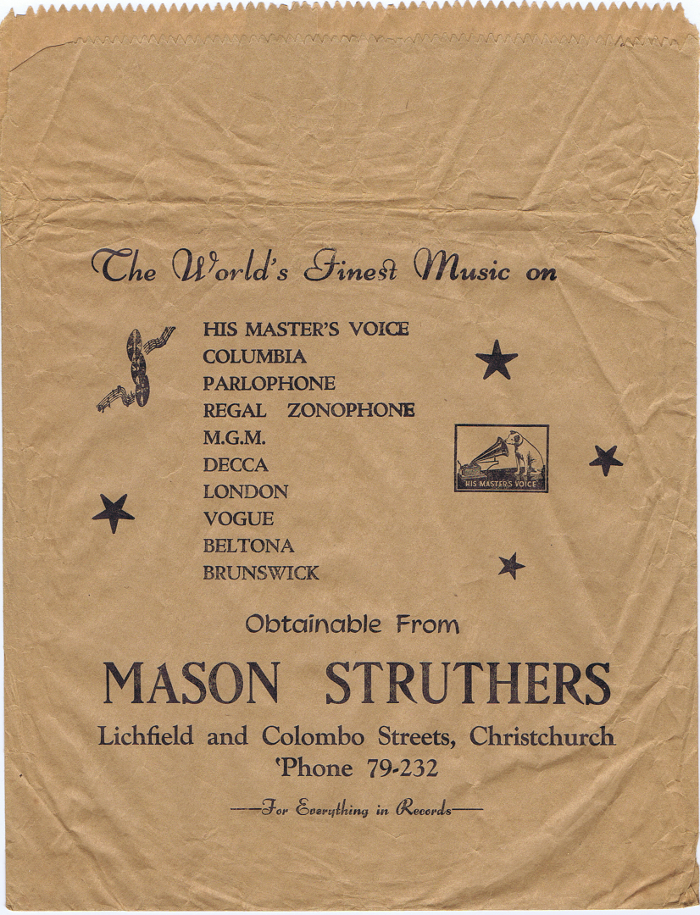 The World's Finest Music on
HIS MASTER'S VOICE
COLUMBIA
PARLOPHONE
REGAL ZONOPHONE
M.G.M.
DECCA
LONDON
VOGUE
BELTONA
BRUNSWICK
HIS MASTER'S VOICE
Obtainable From
MASON STRUTHERS
Lichfield and Colombo Streets, Christchurch
'Phone 79-232
—For Everything in Records—